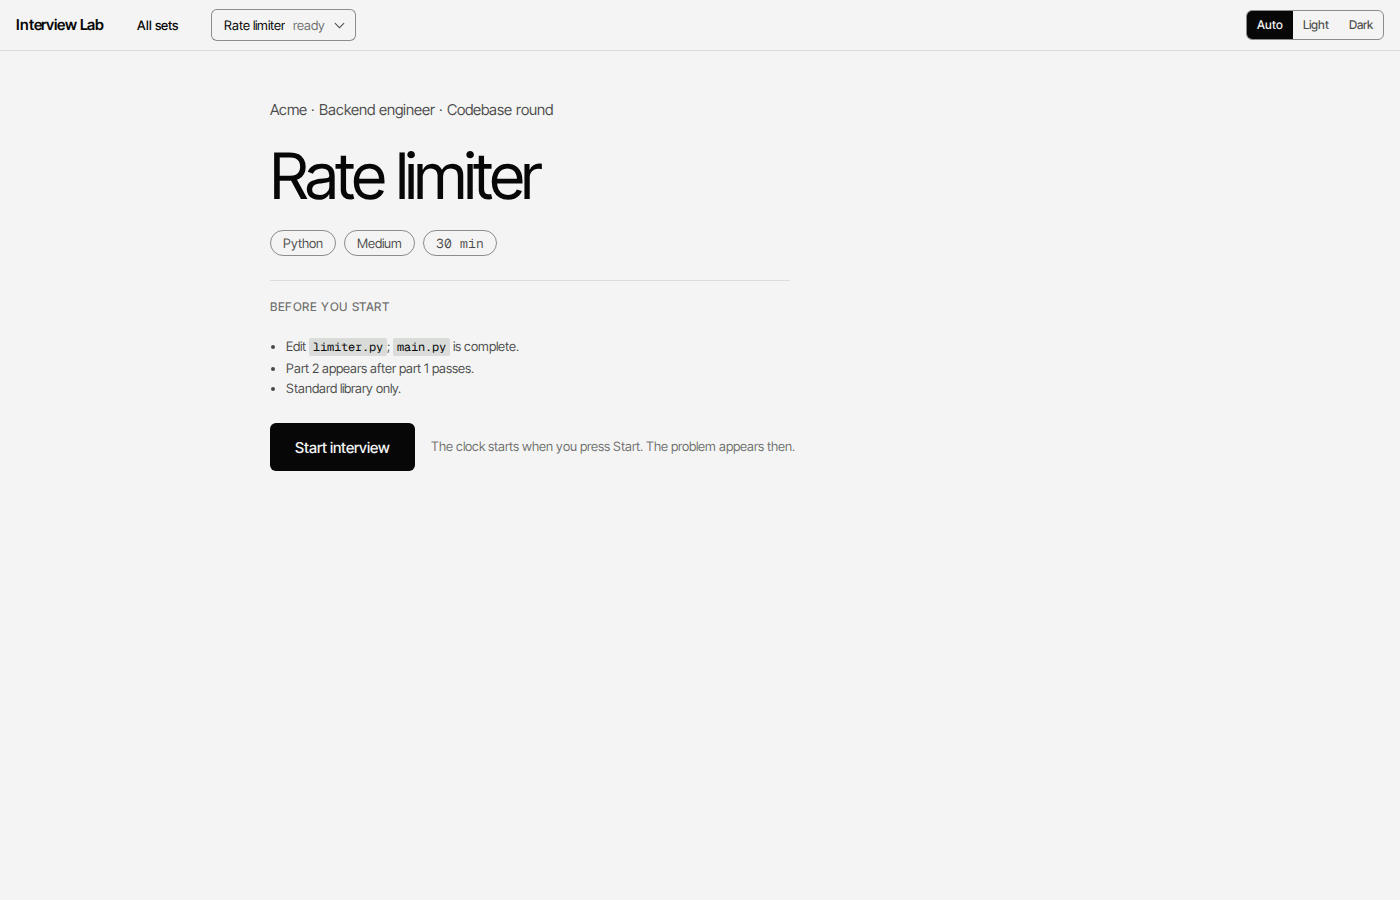 Interview Lab All sets Rate limiter ready Auto Light Dark
Acme · Backend engineer · Codebase round
Rate limiter
Python Medium 30 min
BEFORE YOU START
• Edit limiter.py; main.py is complete.
• Part 2 appears after part 1 passes.
• Standard library only.
Start interview The clock starts when you press Start. The problem appears then.